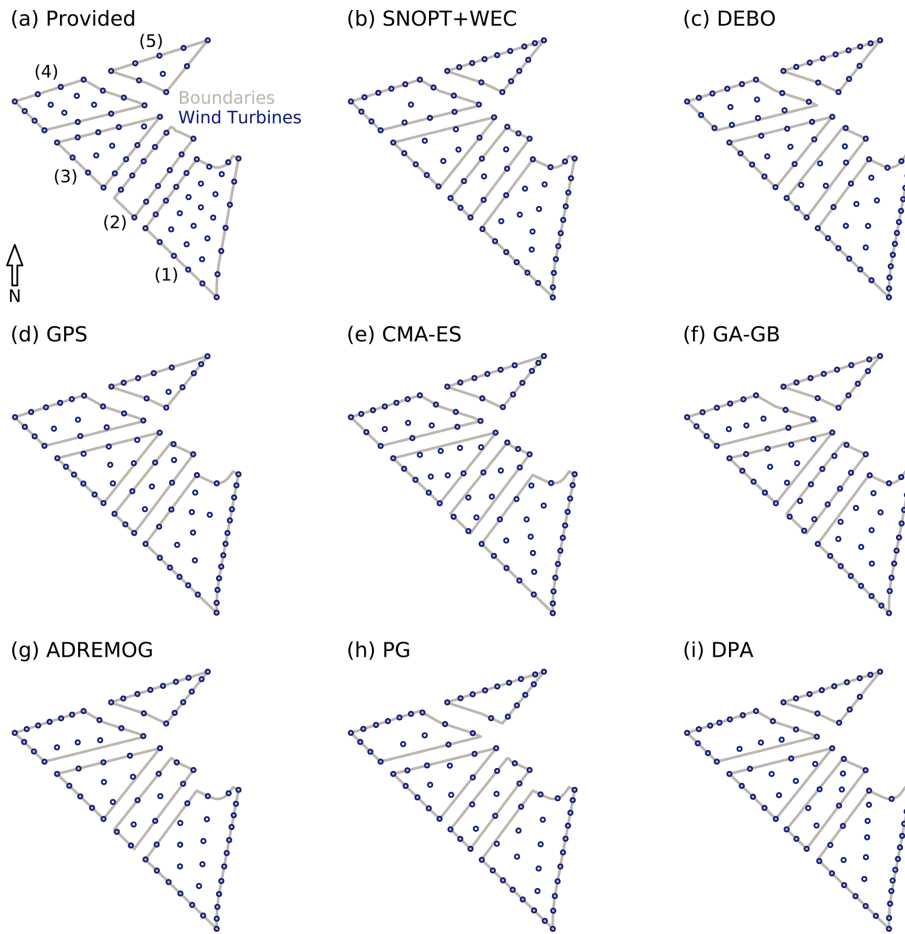 (a) Provided
(b) SNOPT+WEC
(c) DEBO
(5)
(4)
Boundaries
Wind Turbines
(3)
(2)
(1)
N
(d) GPS
(e) CMA-ES
(f) GA-GB
(g) ADREMOG
(h) PG
(i) DPA